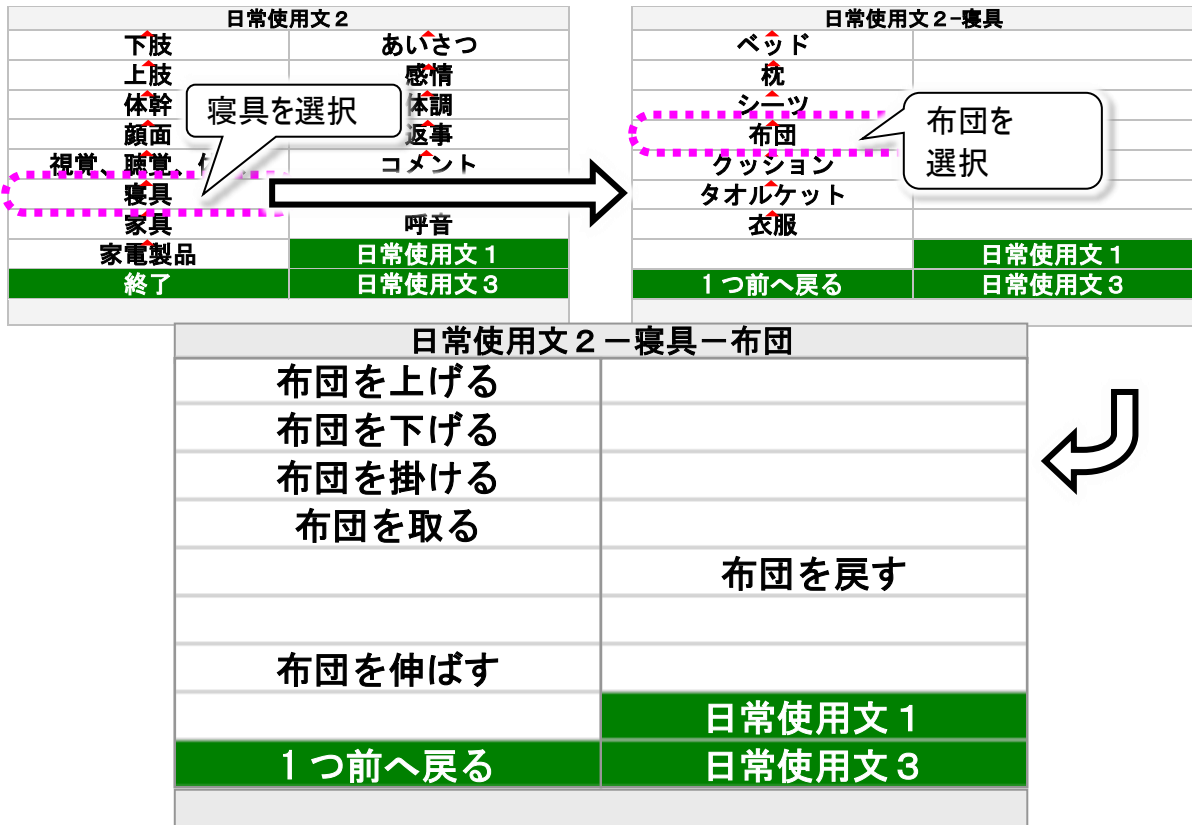 日常使用文２
下肢 あいさつ
上肢 感情
体幹 体調
顔面 返事
視覚、聴覚、 コメント
寝具
家具 呼音
家電製品 日常使用文１
終了 日常使用文３
寝具を選択
日常使用文２-寝具
ベッド
枕
シーツ
布団
クッション
タオルケット
衣服
日常使用文１
１つ前へ戻る 日常使用文３
布団を
選択
日常使用文２－寝具－布団
布団を上げる
布団を下げる
布団を掛ける
布団を取る
布団を戻す
布団を伸ばす
日常使用文１
１つ前へ戻る 日常使用文３